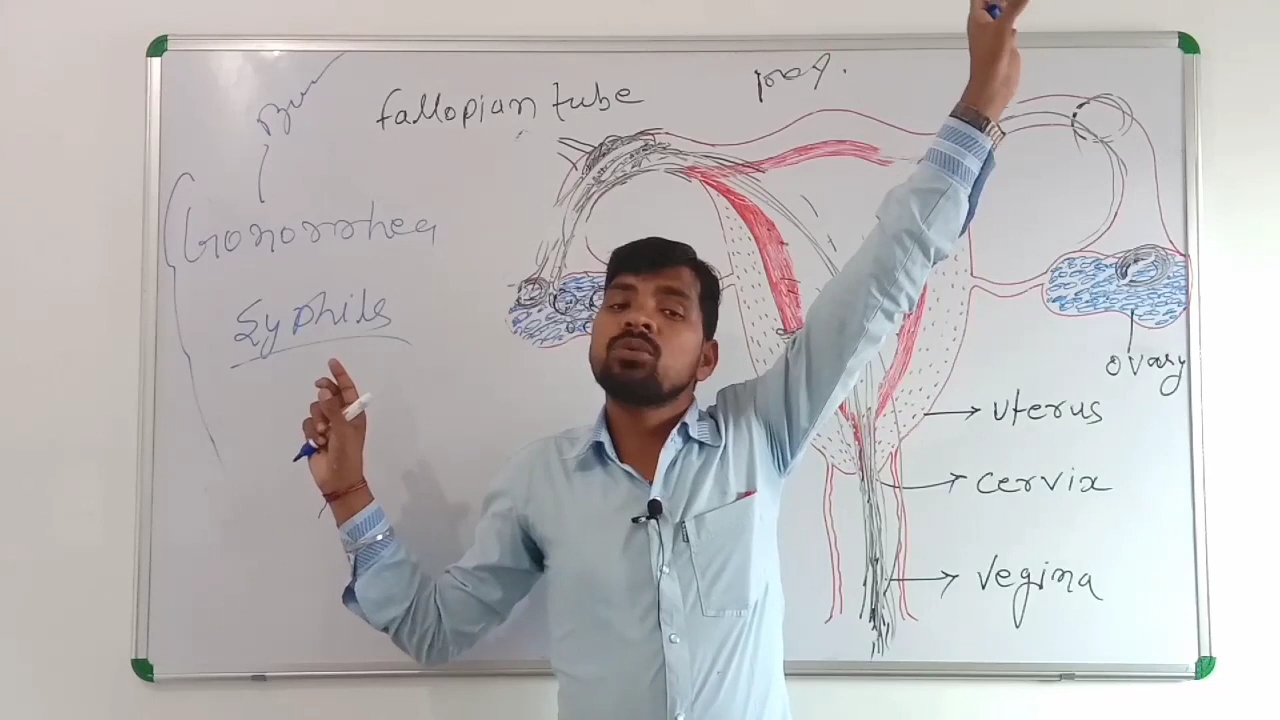 fallopian tube
Gonorrhea
Syphilis
ovary
uterus
cervix
vegina